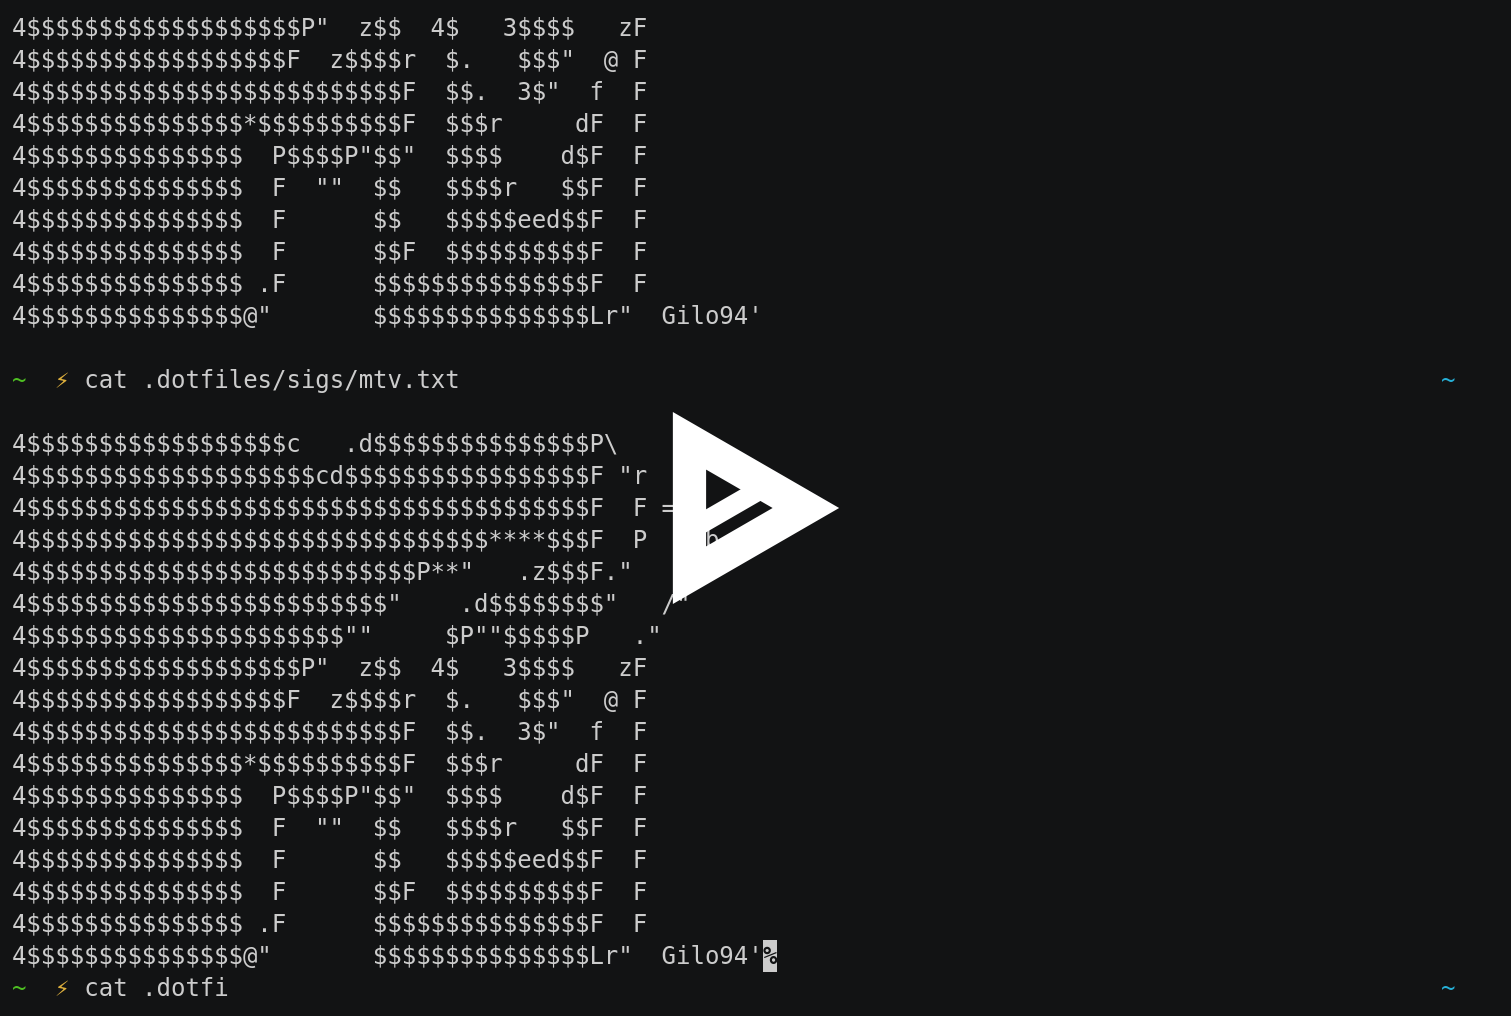 4$$$$$$$$$$$$$$$$$$$P"  z$$  4$   3$$$$   zF
4$$$$$$$$$$$$$$$$$$F  z$$$$r  $.   $$$"  @ F
4$$$$$$$$$$$$$$$$$$$$$$$$$$F  $$.  3$"  f  F
4$$$$$$$$$$$$$$$*$$$$$$$$$$F  $$$r     dF  F
4$$$$$$$$$$$$$$$  P$$$$P"$$"  $$$$    d$F  F
4$$$$$$$$$$$$$$$  F  ""  $$   $$$$r   $$F  F
4$$$$$$$$$$$$$$$  F      $$   $$$$$eed$$F  F
4$$$$$$$$$$$$$$$  F      $$F  $$$$$$$$$$F  F
4$$$$$$$$$$$$$$$ .F      $$$$$$$$$$$$$$$F  F
4$$$$$$$$$$$$$$$@"       $$$$$$$$$$$$$$$Lr"  Gilo94'
~  ⚡ cat .dotfiles/sigs/mtv.txt ~
4$$$$$$$$$$$$$$$$$$c   .d$$$$$$$$$$$$$$$P\
4$$$$$$$$$$$$$$$$$$$$cd$$$$$$$$$$$$$$$$$F "r
4$$$$$$$$$$$$$$$$$$$$$$$$$$$$$$$$$$$$$$$F  F =
4$$$$$$$$$$$$$$$$$$$$$$$$$$$$$$$$****$$$F  P    b
4$$$$$$$$$$$$$$$$$$$$$$$$$$$P**"   .z$$$F."
4$$$$$$$$$$$$$$$$$$$$$$$$$"    .d$$$$$$$$"   /"
4$$$$$$$$$$$$$$$$$$$$$$""     $P""$$$$$P   ."
4$$$$$$$$$$$$$$$$$$$P"  z$$  4$   3$$$$   zF
4$$$$$$$$$$$$$$$$$$F  z$$$$r  $.   $$$"  @ F
4$$$$$$$$$$$$$$$$$$$$$$$$$$F  $$.  3$"  f  F
4$$$$$$$$$$$$$$$*$$$$$$$$$$F  $$$r     dF  F
4$$$$$$$$$$$$$$$  P$$$$P"$$"  $$$$    d$F  F
4$$$$$$$$$$$$$$$  F  ""  $$   $$$$r   $$F  F
4$$$$$$$$$$$$$$$  F      $$   $$$$$eed$$F  F
4$$$$$$$$$$$$$$$  F      $$F  $$$$$$$$$$F  F
4$$$$$$$$$$$$$$$ .F      $$$$$$$$$$$$$$$F  F
4$$$$$$$$$$$$$$$@"       $$$$$$$$$$$$$$$Lr"  Gilo94'%
~  ⚡ cat .dotfi ~